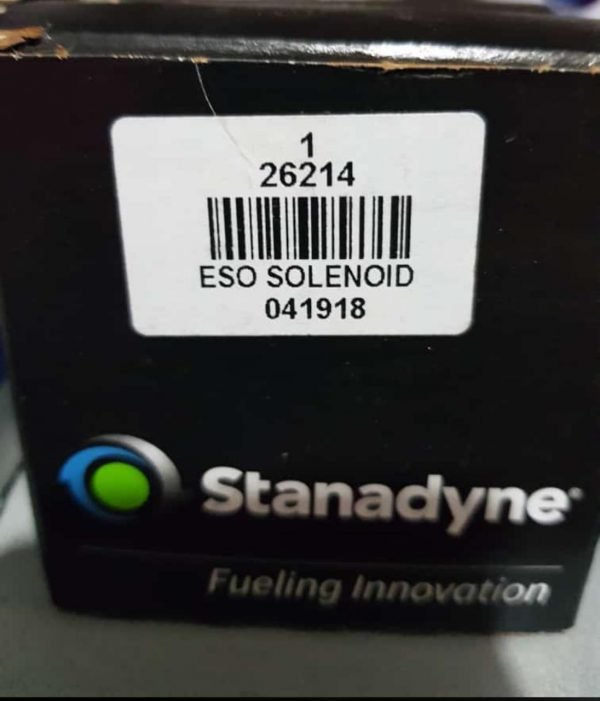 1
26214
ESO SOLENOID
041918
Stanadyne
Fueling Innovation